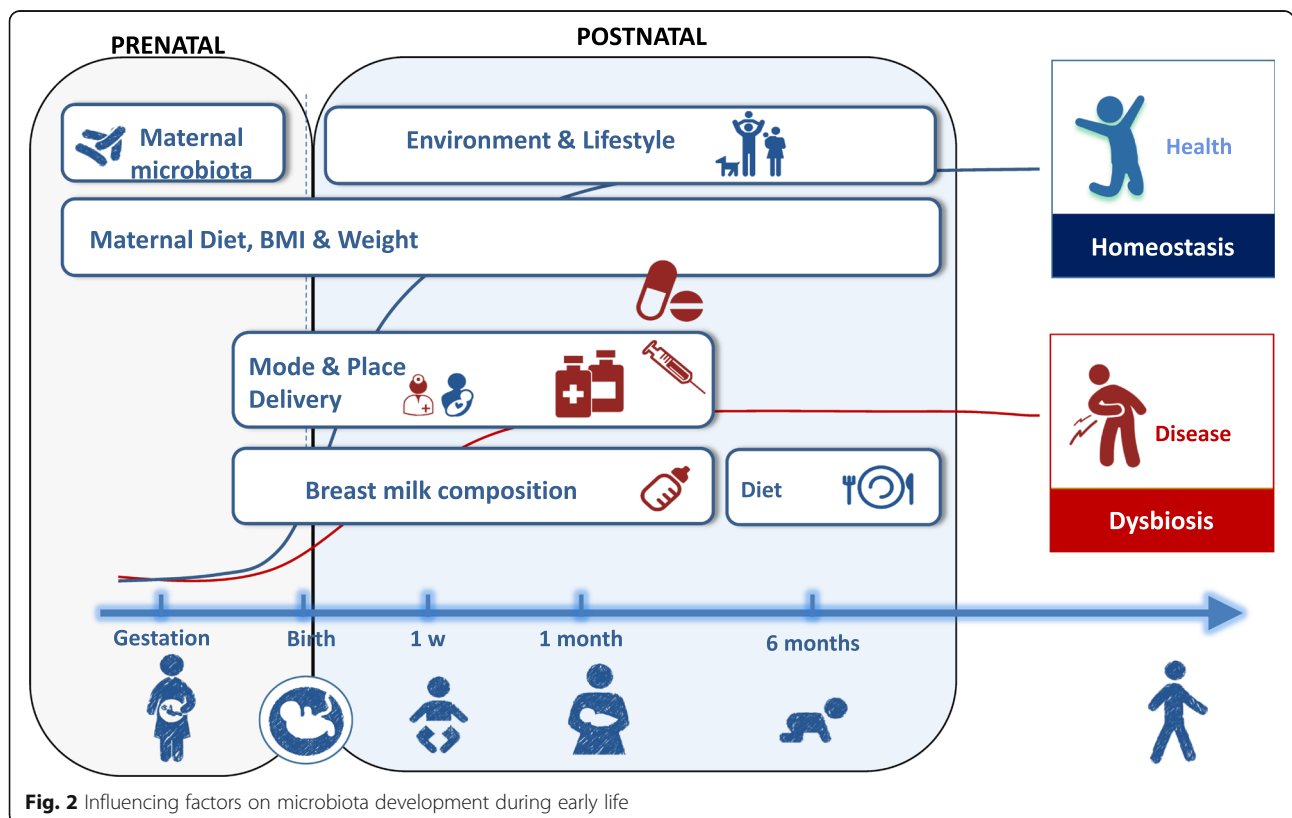 PRENATAL
POSTNATAL
Maternal
microbiota
Environment & Lifestyle
Health
Homeostasis
Maternal Diet, BMI & Weight
Mode & Place
Delivery
Disease
Dysbiosis
Breast milk composition
Diet
Gestation
Birth
1 w
1 month
6 months
Fig. 2 Influencing factors on microbiota development during early life